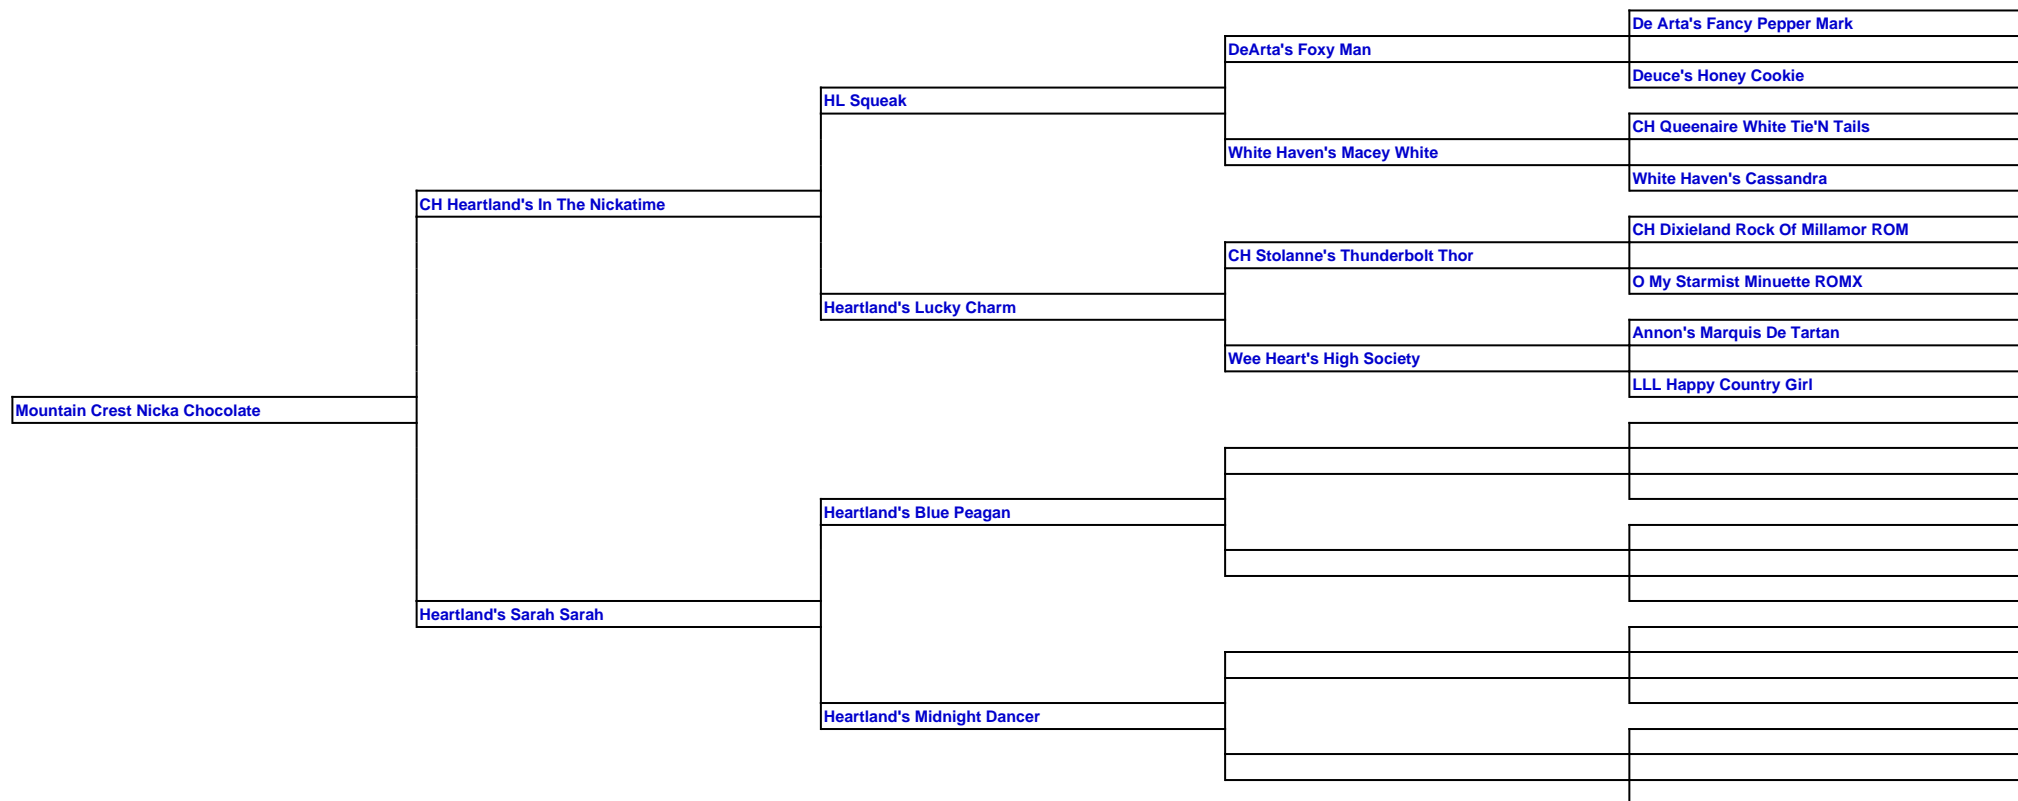 De Arta's Fancy Pepper Mark
DeArta's Foxy Man
Deuce's Honey Cookie
HL Squeak
CH Queenaire White Tie'N Tails
White Haven's Macey White
White Haven's Cassandra
CH Heartland's In The Nickatime
CH Dixieland Rock Of Millamor ROM
CH Stolanne's Thunderbolt Thor
O My Starmist Minuette ROMX
Heartland's Lucky Charm
Annon's Marquis De Tartan
Wee Heart's High Society
LLL Happy Country Girl
Mountain Crest Nicka Chocolate
Heartland's Blue Peagan
Heartland's Sarah Sarah
Heartland's Midnight Dancer